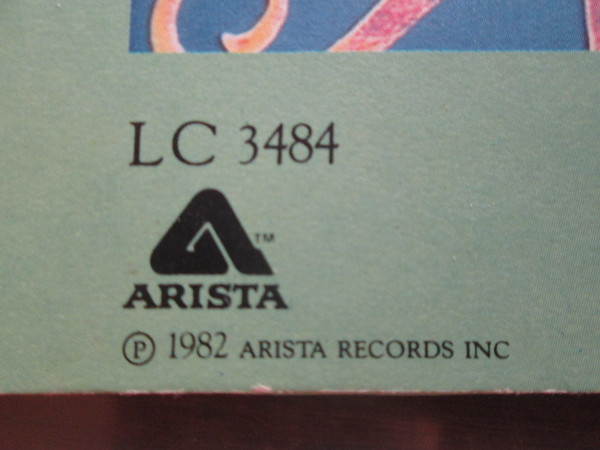 LC 3484
TM
ARISTA
Ⓟ 1982 ARISTA RECORDS INC